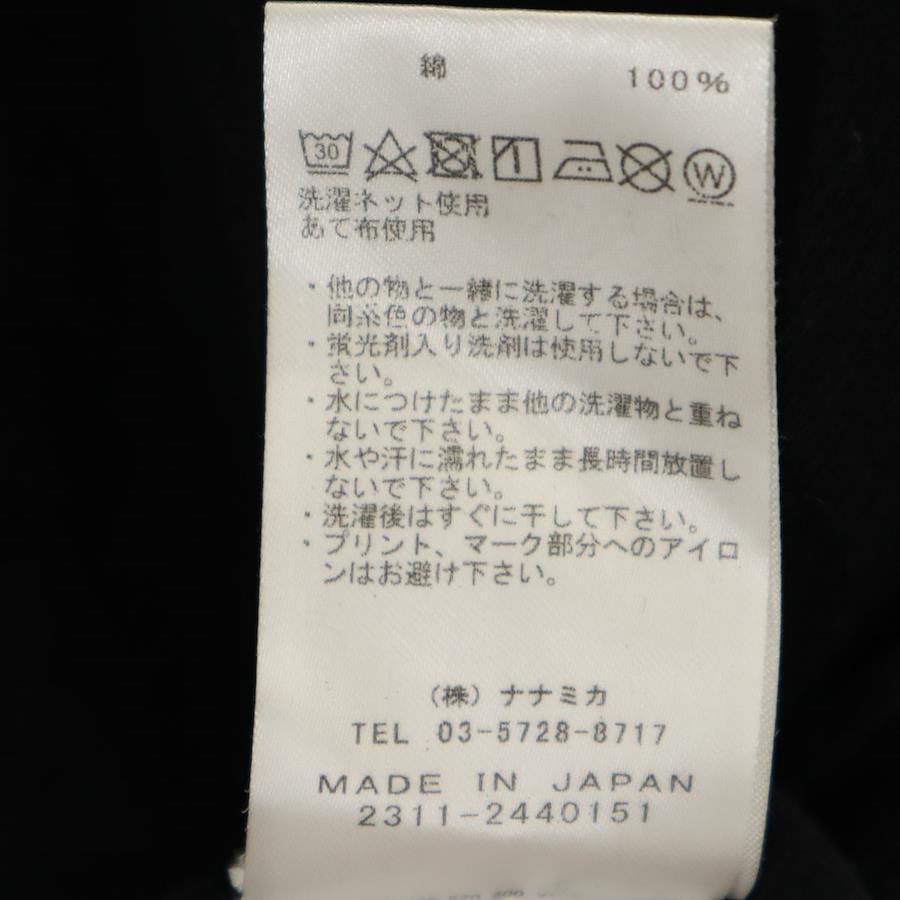 綿 100%
30 W
洗濯ネット使用
あて布使用
・他の物と一緒に洗濯する場合は、
同系色の物と洗濯して下さい。
・蛍光剤入り洗剤は使用しないで下
さい。
・水につけたまま他の洗濯物と重ね
ないで下さい。
・水や汗に濡れたまま長時間放置し
ないで下さい。
・洗濯後はすぐに干して下さい。
・プリント、マーク部分へのアイロ
ンはお避け下さい。
(株)ナナミカ
TEL 03-5728-8717
MADE IN JAPAN
2311-2440151